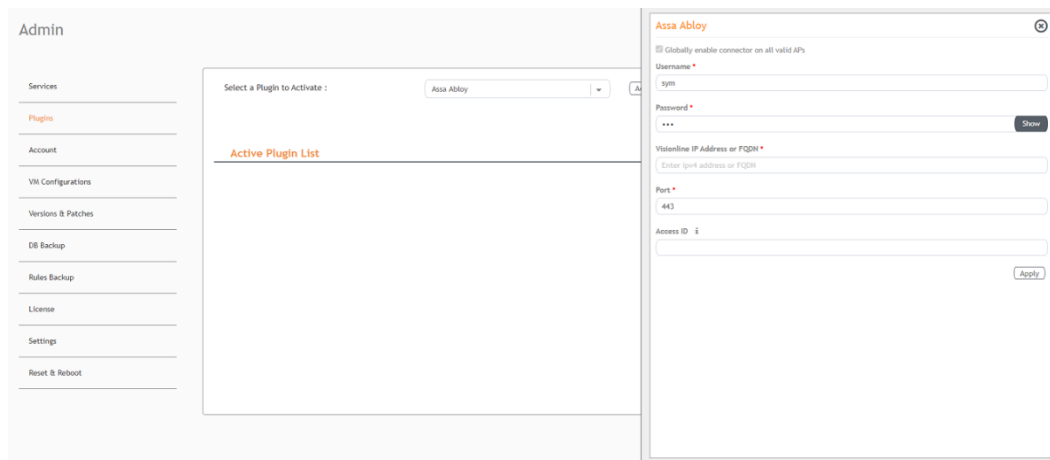 Admin
Services
Plugins
Account
VM Configurations
Versions & Patches
DB Backup
Rules Backup
License
Settings
Reset & Reboot
Select a Plugin to Activate :
Assa Abloy
Active Plugin List
Assa Abloy
Globally enable connector on all valid APs
Username *
sym
Password *
•••
Show
Visionline IP Address or FQDN *
Enter ipv4 address or FQDN
Port *
443
Access ID i
Apply